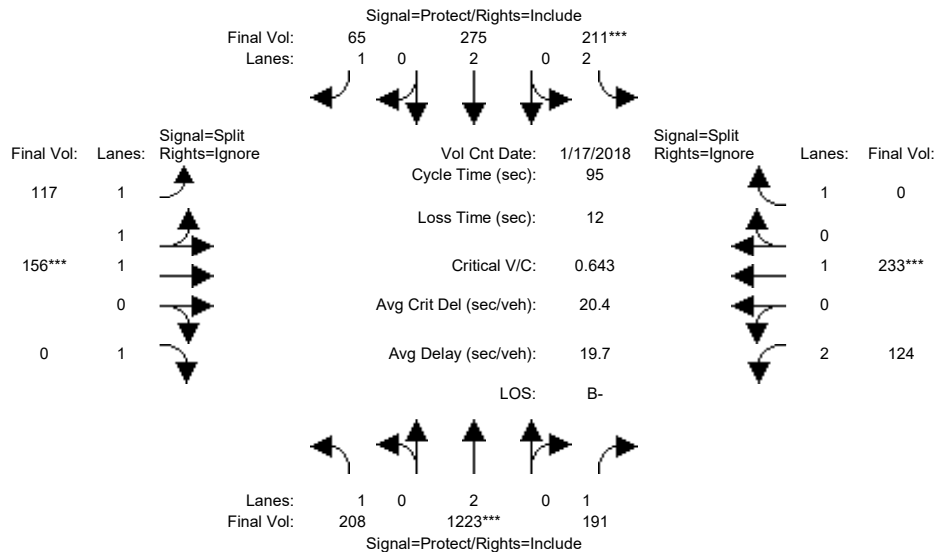 Signal=Protect/Rights=Include
Final Vol: 65 275 211***
Lanes: 1 0 2 0 2
Signal=Split Signal=Split
Final Vol: Lanes: Rights=Ignore Vol Cnt Date: 1/17/2018 Rights=Ignore Lanes: Final Vol:
Cycle Time (sec): 95
117 1 1 0
Loss Time (sec): 12
1 0
156*** 1 Critical V/C: 0.643 1 233***
0 Avg Crit Del (sec/veh): 20.4 0
0 1 Avg Delay (sec/veh): 19.7 2 124
LOS: B-
Lanes: 1 0 2 0 1
Final Vol: 208 1223*** 191
Signal=Protect/Rights=Include